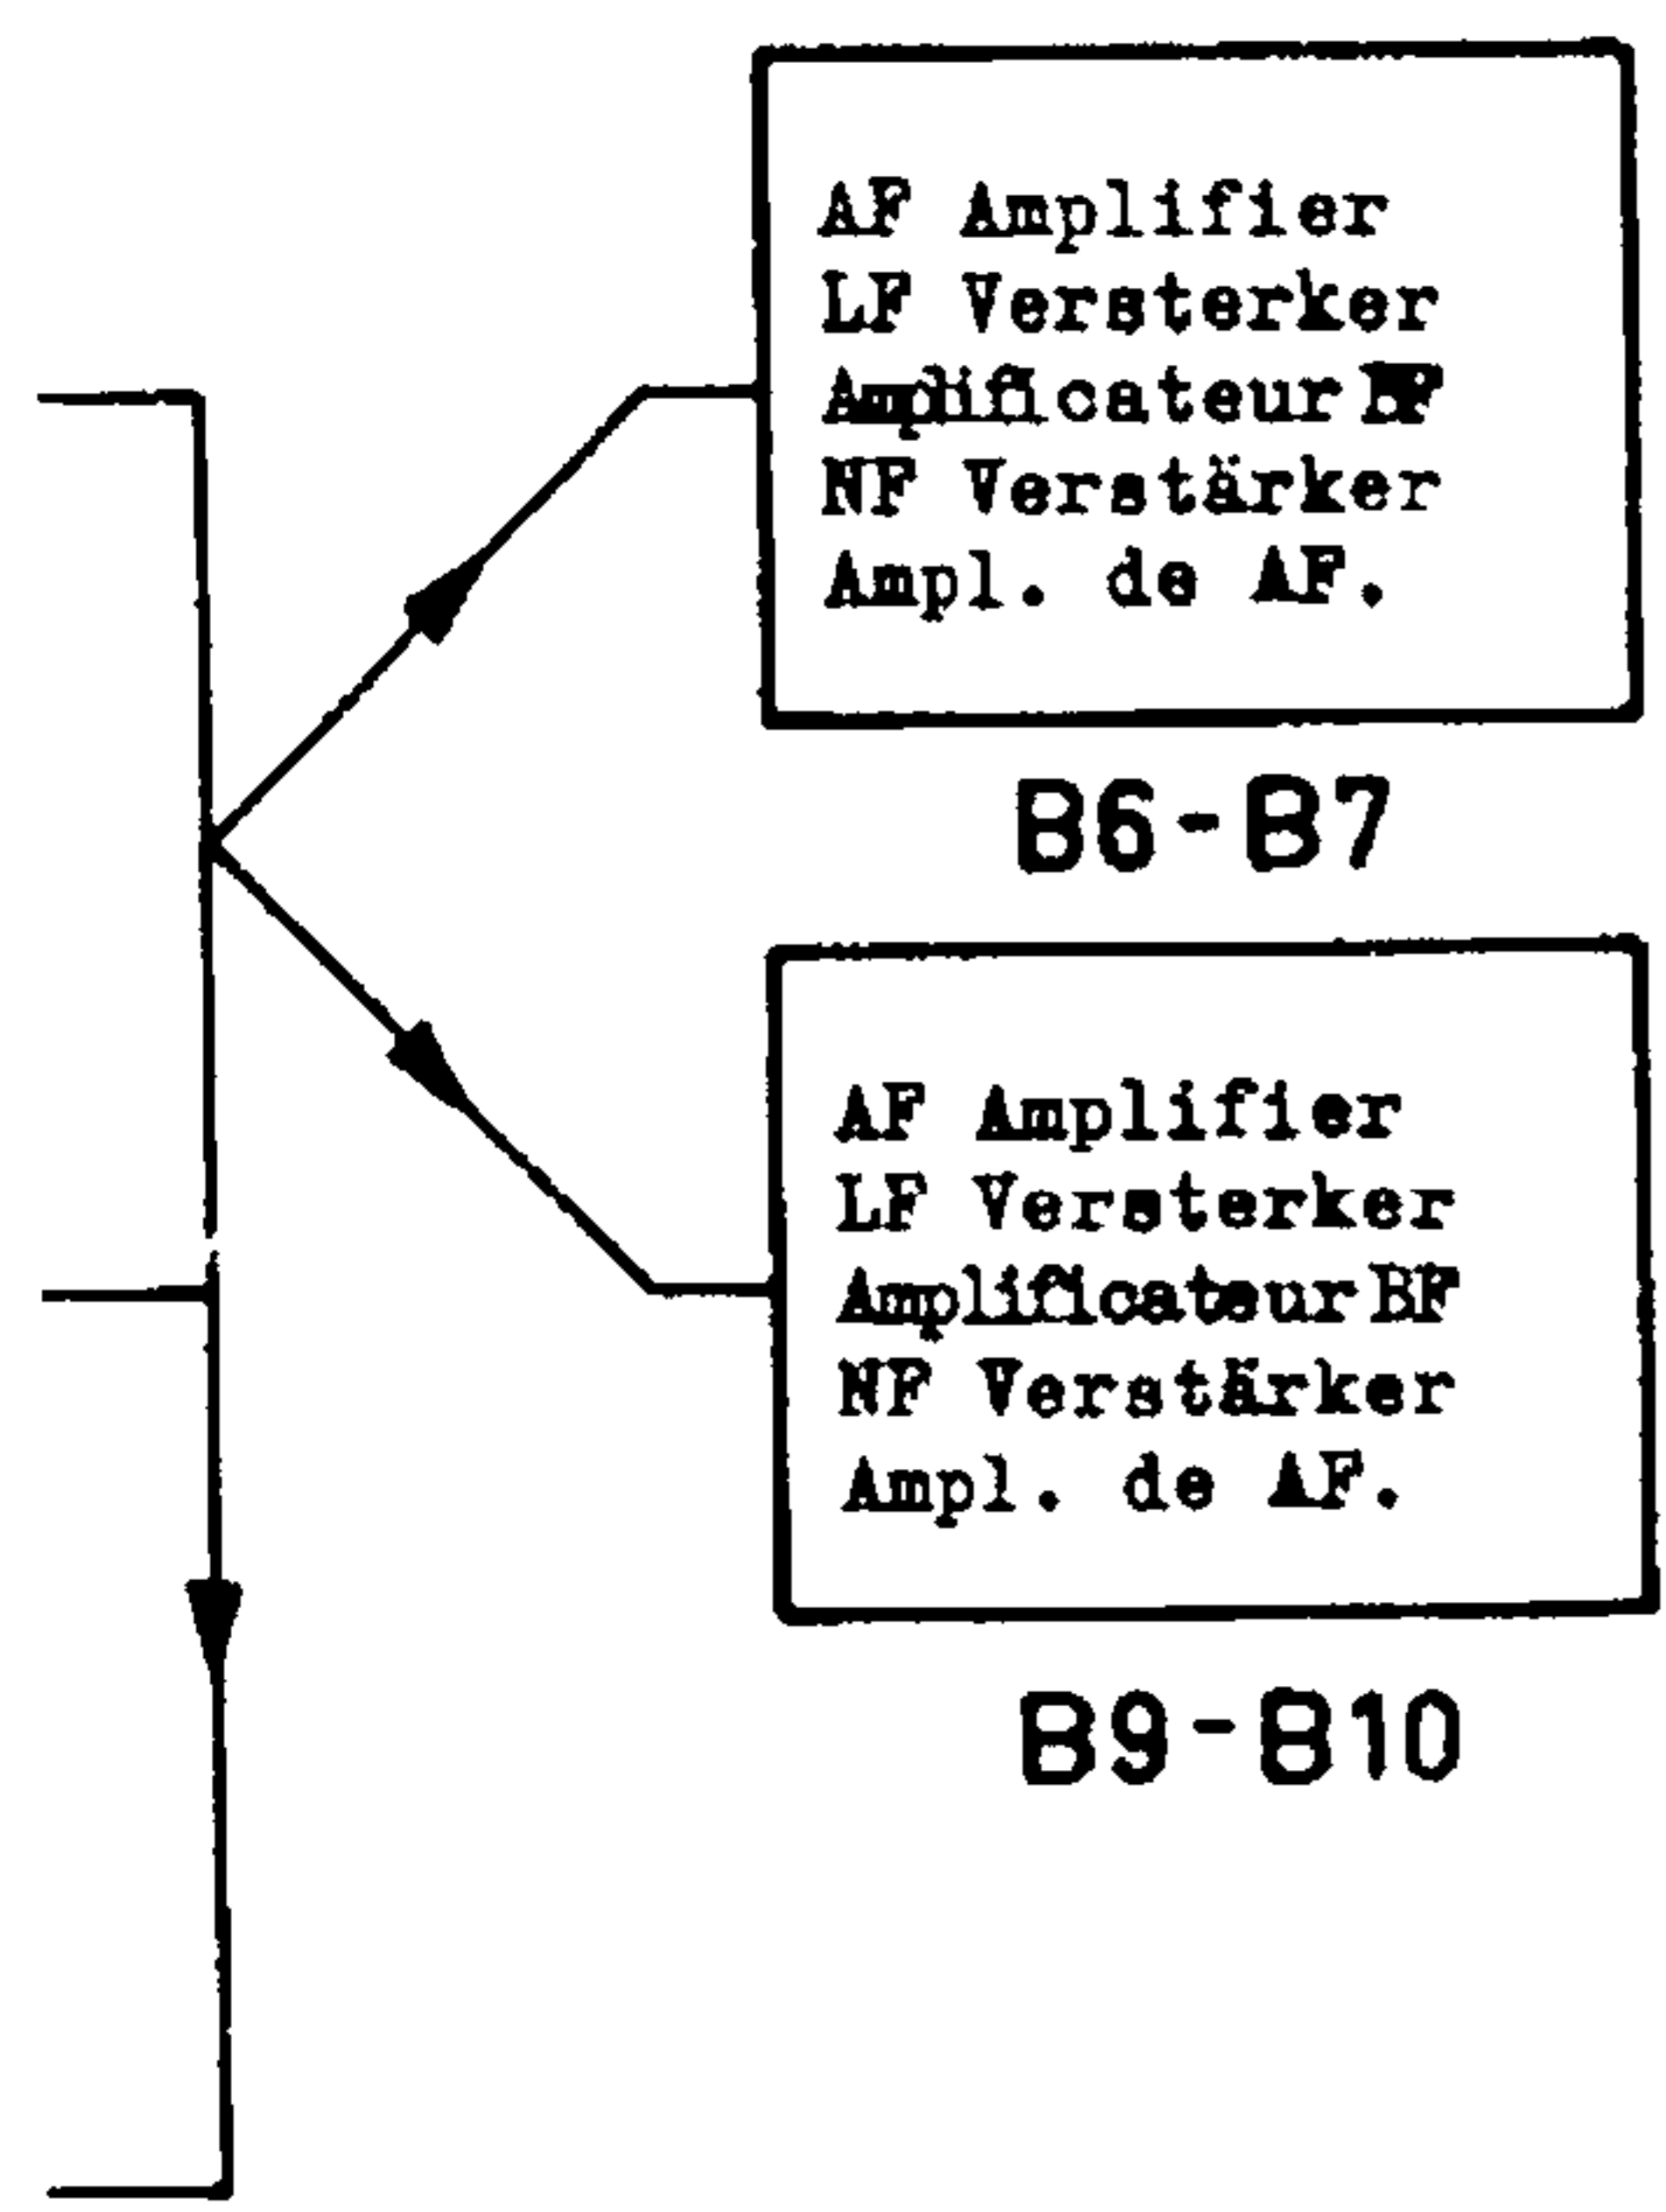 AF Amplifier
LF Versterker
Amplificateur BF
NF Verstärker
Ampl. de AF.
B6-B7
AF Amplifier
LF Versterker
Amplificateur BF
NF Verstärker
Ampl. de AF.
B9-B10